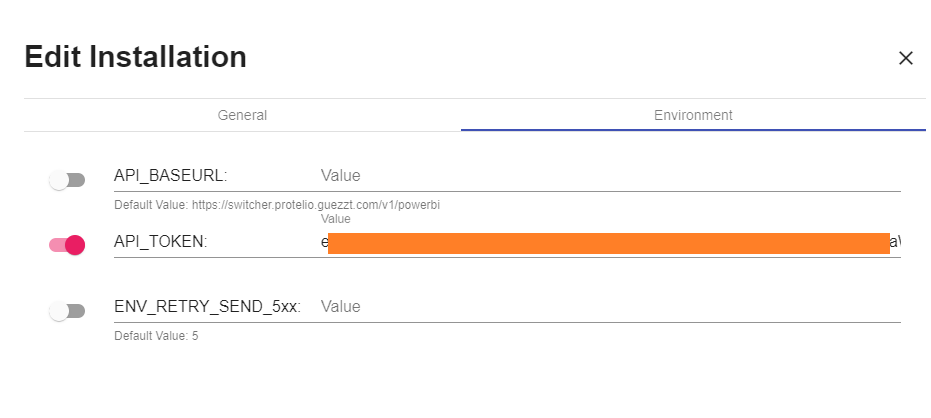 Edit Installation
General
Environment
API_BASEURL:
Value
Default Value: https://switcher.protelio.guezzt.com/v1/powerbi
Value
API_TOKEN:
e
ENV_RETRY_SEND_5xx:
Value
Default Value: 5